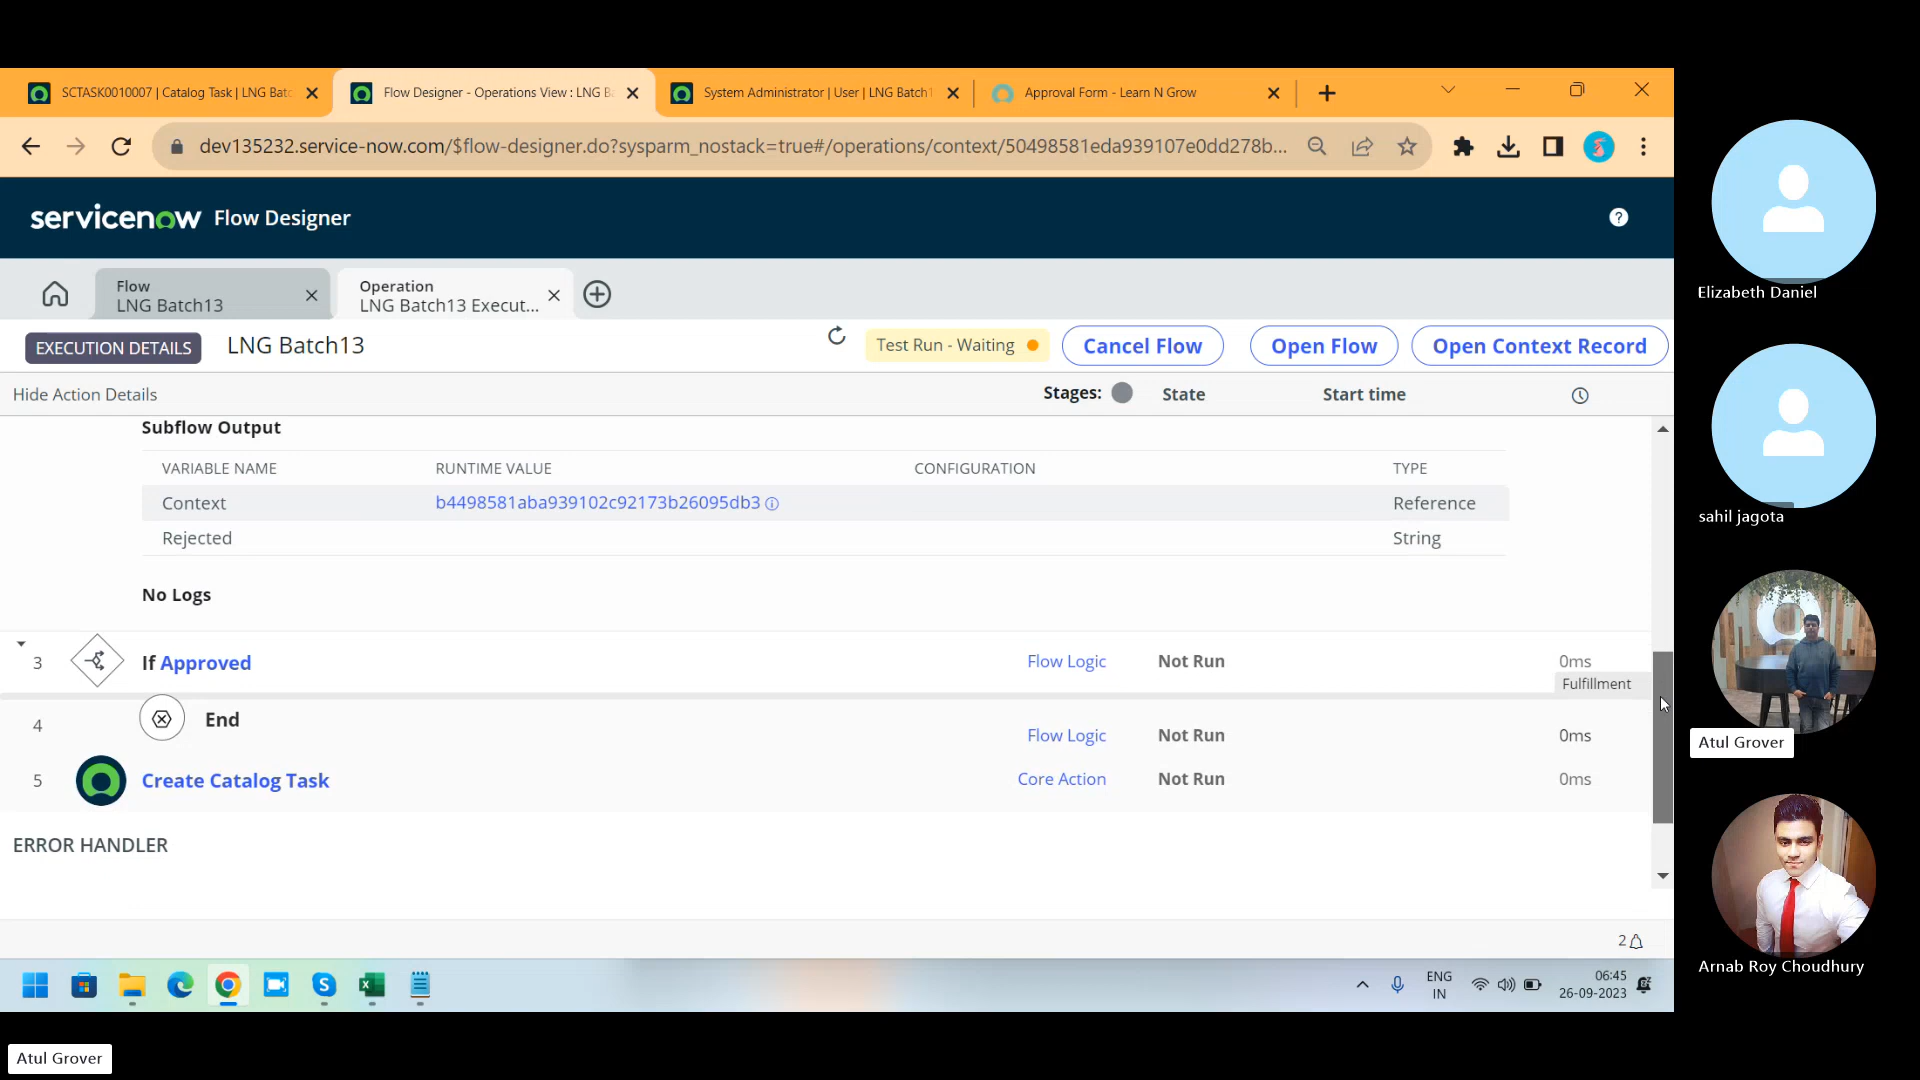 SCTASK0010007 | Catalog Task | LNG Batc
Flow Designer - Operations View : LNG B
System Administrator | User | LNG Batch1
Approval Form - Learn N Grow
dev135232.service-now.com/$flow-designer.do?sysparm_nostack=true#/operations/context/50498581eda939107e0dd278b...
servicenow Flow Designer
Flow
LNG Batch13
Operation
LNG Batch13 Execut...
EXECUTION DETAILS
LNG Batch13
Test Run - Waiting
Cancel Flow
Open Flow
Open Context Record
Hide Action Details
Stages:
State
Start time
Subflow Output
VARIABLE NAME RUNTIME VALUE CONFIGURATION TYPE
Context b4498581aba939102c92173b26095db3 Reference
Rejected String
No Logs
3 If Approved Flow Logic Not Run 0ms
Fulfillment
4 End Flow Logic Not Run 0ms
5 Create Catalog Task Core Action Not Run 0ms
ERROR HANDLER
2
ENG
IN
06:45
26-09-2023
Elizabeth Daniel
sahil jagota
Atul Grover
Arnab Roy Choudhury
Atul Grover